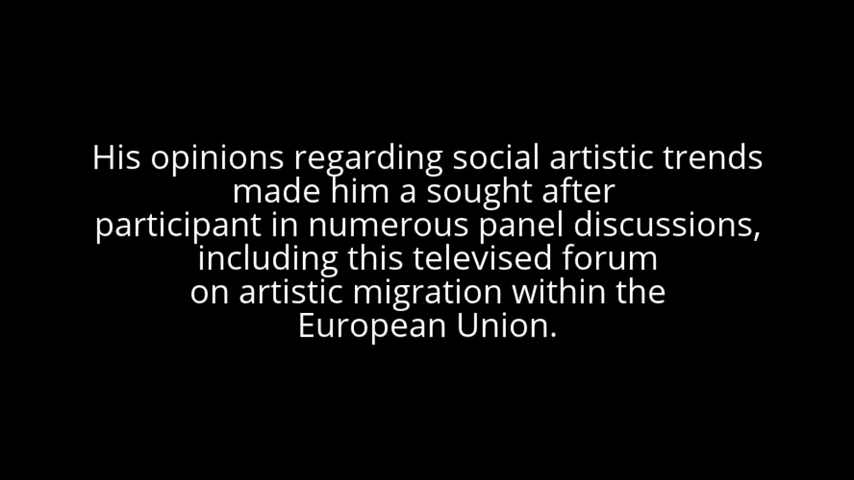 His opinions regarding social artistic trends
made him a sought after
participant in numerous panel discussions,
including this televised forum
on artistic migration within the
European Union.